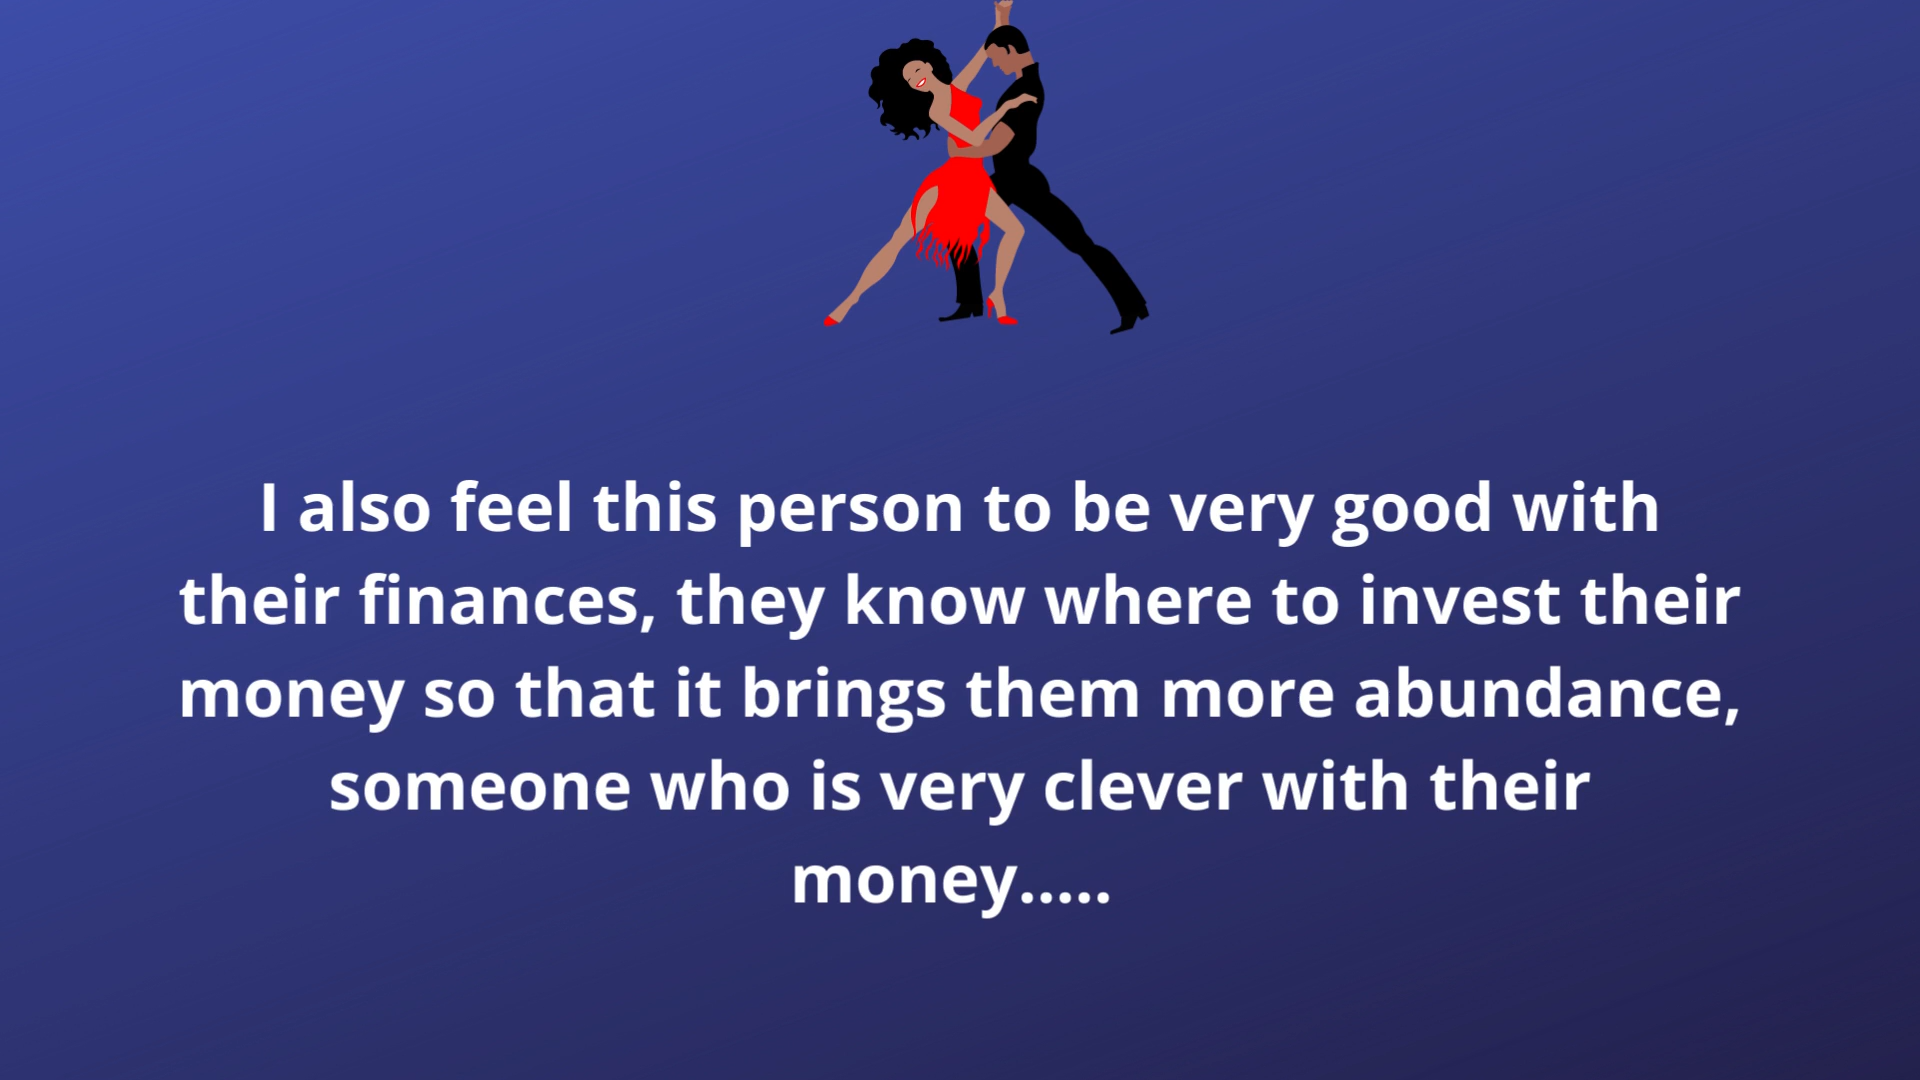 I also feel this person to be very good with
their finances, they know where to invest their
money so that it brings them more abundance,
someone who is very clever with their
money.....